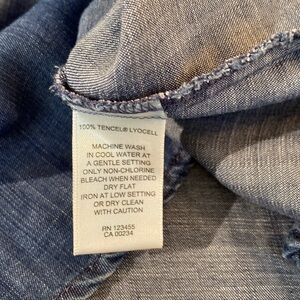 100% TENCEL® LYOCELL
MACHINE WASH
IN COOL WATER AT
A GENTLE SETTING
ONLY NON-CHLORINE
BLEACH WHEN NEEDED
DRY FLAT
IRON AT LOW SETTING
OR DRY CLEAN
WITH CAUTION
RN 123455
CA 00234